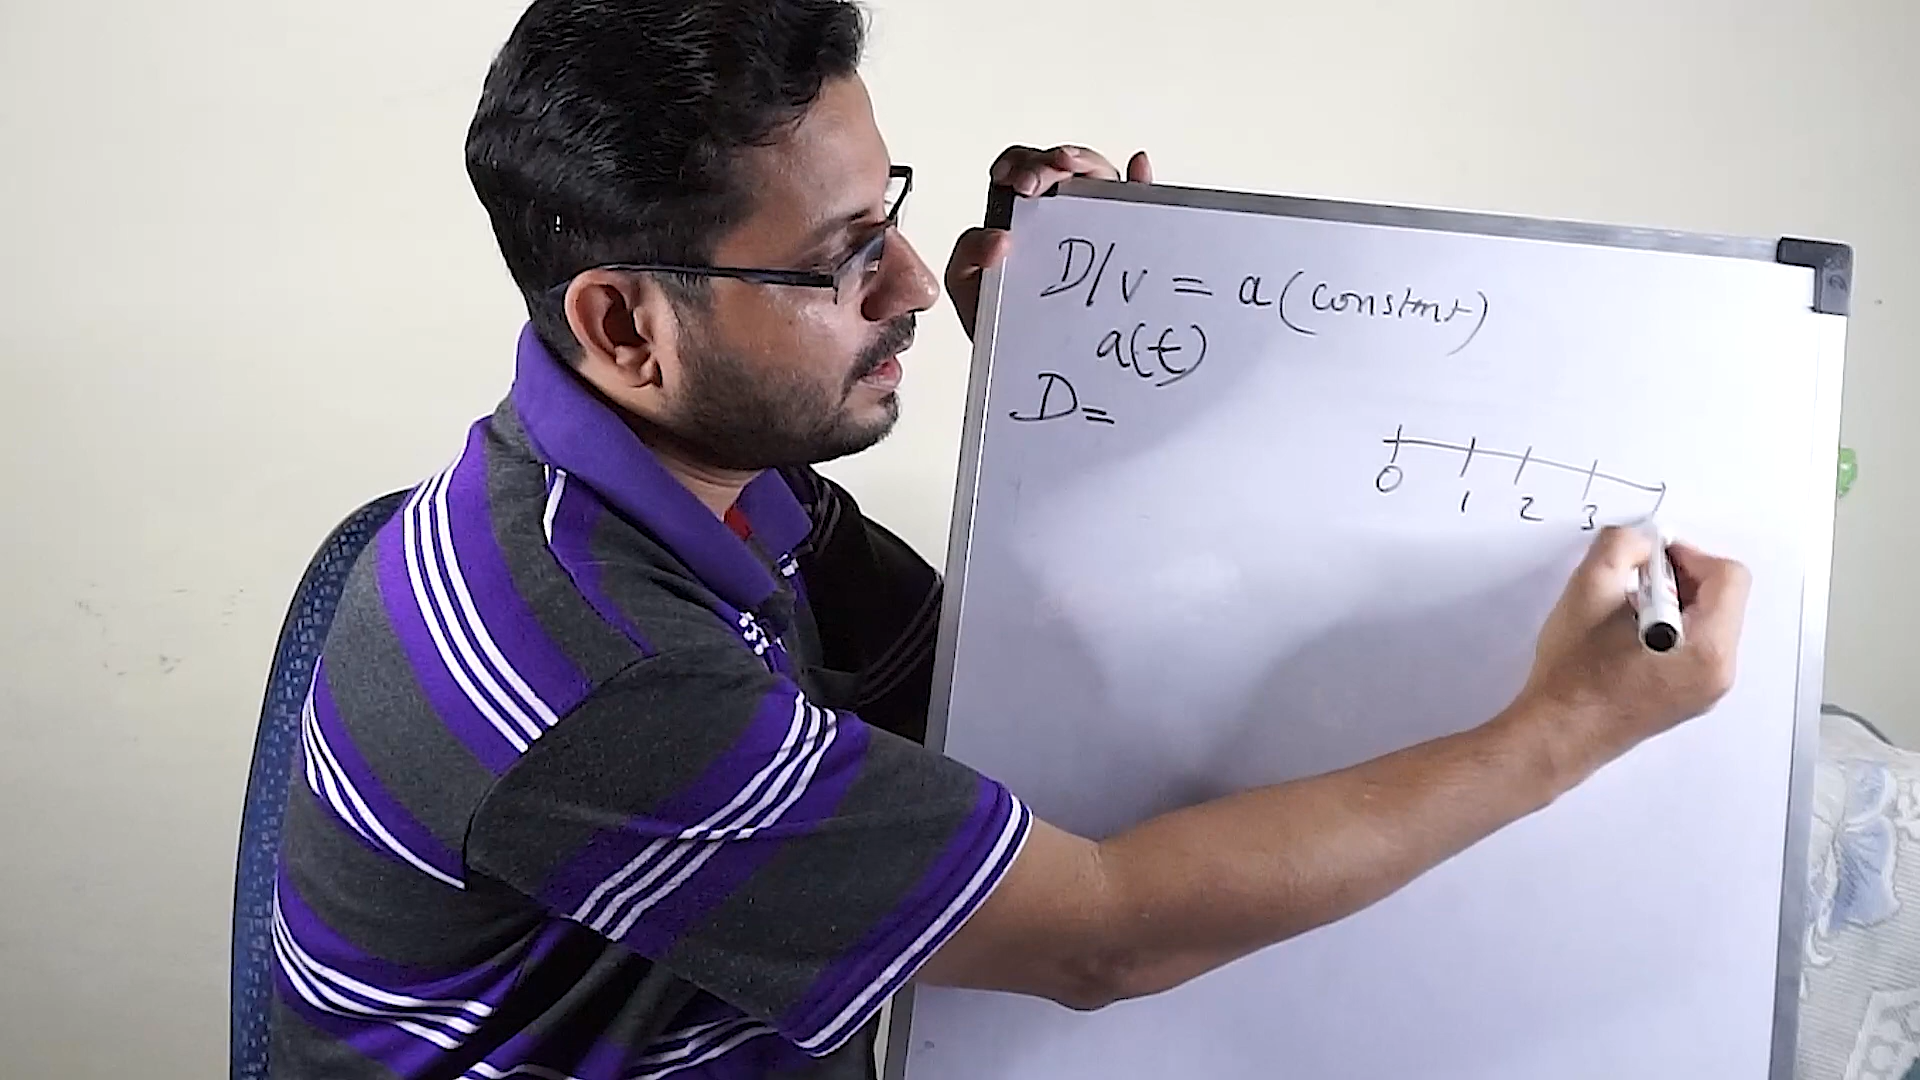 D/v = a (constnt)
a(t)
D=
0 1 2 3